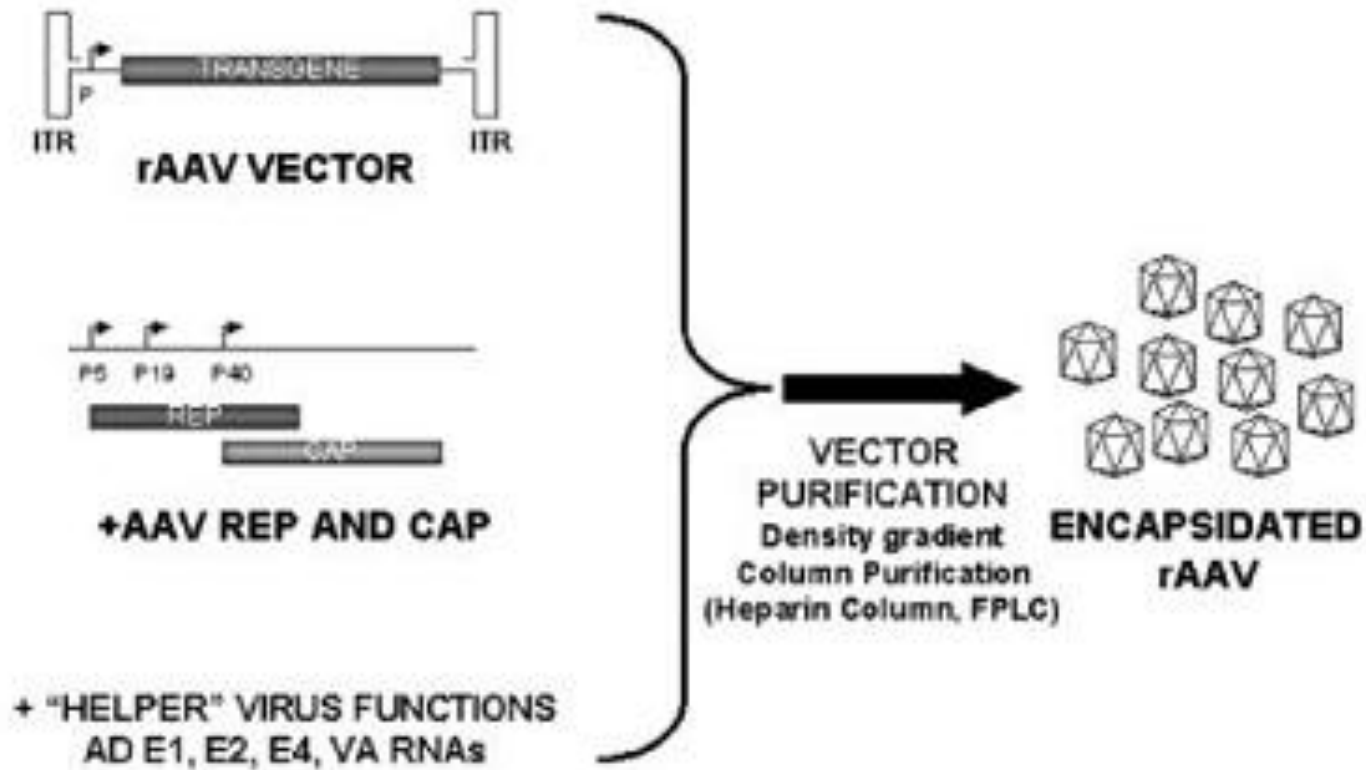 TRANSGENE
P
ITR
ITR
rAAV VECTOR
P5 P19 P40
REP
CAP
+AAV REP AND CAP
+ "HELPER" VIRUS FUNCTIONS
AD E1, E2, E4, VA RNAs
VECTOR
PURIFICATION
Density gradient
Column Purification
(Heparin Column, FPLC)
ENCAPSIDATED
rAAV